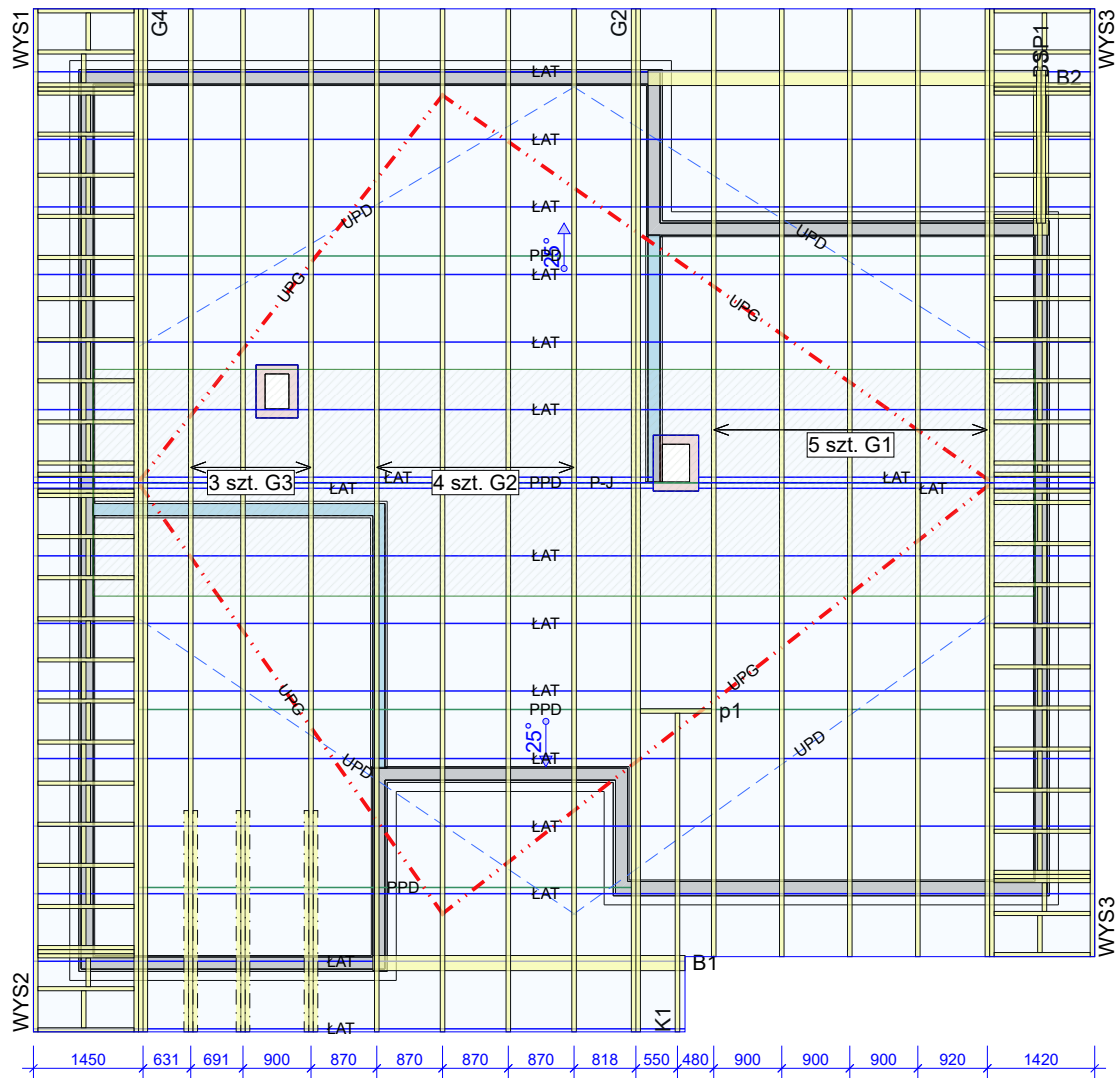 WYS1
G4
G2
WYS3
DSP1
B2
ŁAT
ŁAT
UPD
ŁAT
UPD
PPD
25°
ŁAT
UPG
UPG
ŁAT
ŁAT
5 szt. G1
3 szt. G3
ŁAT
ŁAT
4 szt. G2
PPD
P-J
ŁAT
ŁAT
ŁAT
ŁAT
ŁAT
PPD
UPG
UPG
p1
25°
UPD
ŁAT
UPD
ŁAT
PPD
ŁAT
WYS3
ŁAT
B1
WYS2
K1
ŁAT
1450 631 691 900 870 870 870 870 818 550 480 900 900 900 920 1420